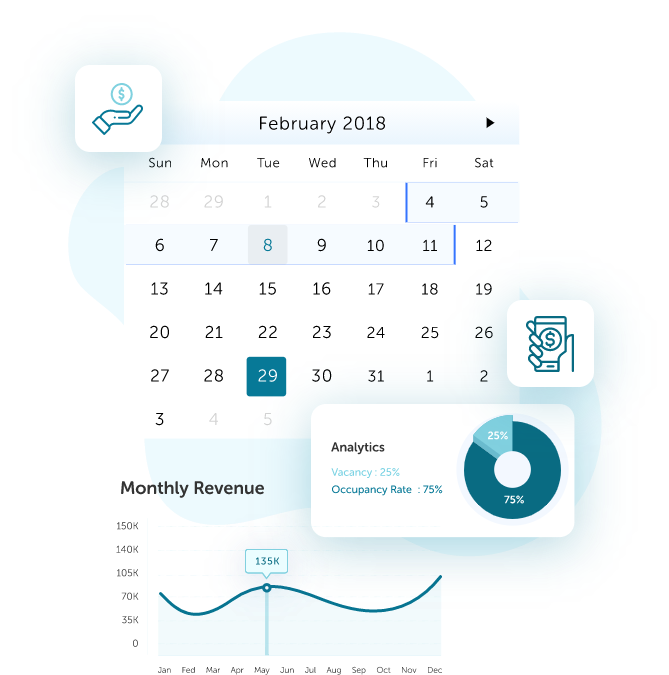 $
February 2018
Sun Mon Tue Wed Thu Fri Sat
28 29 1 2 3 4 5
6 7 8 9 10 11 12
13 14 15 16 17 18 19
20 21 22 23 24 25 26
27 28 29 30 31 1 2
3 4 5
$
Analytics
Vacancy : 25%
Occupancy Rate : 75%
25%
75%
Monthly Revenue
150K
140K
105K
70K
35K
0
135K
Jan Fed Mar Apr May Jun Jul Aug Sep Oct Nov Dec